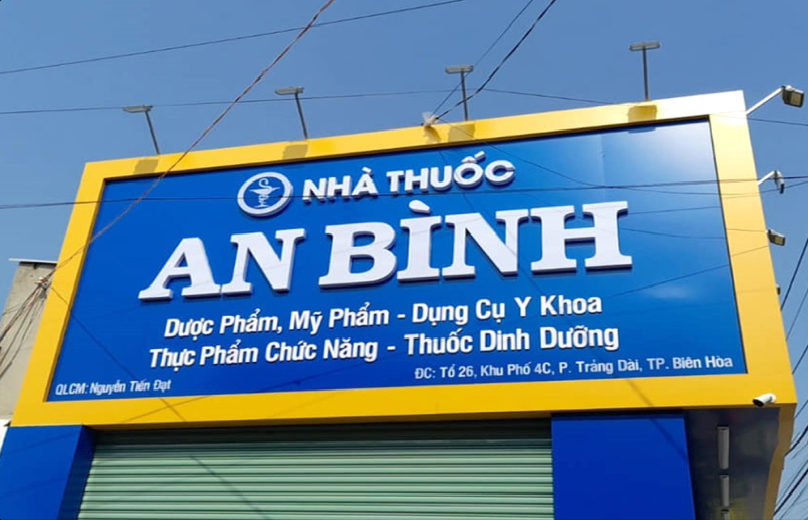 NHÀ THUỐC
AN BÌNH
Dược Phẩm, Mỹ Phẩm - Dụng Cụ Y Khoa
Thực Phẩm Chức Năng - Thuốc Dinh Dưỡng
QLCM: Nguyễn Tiến Đạt
ĐC: Tổ 26, Khu Phố 4C, P. Trảng Dài, TP. Biên Hòa